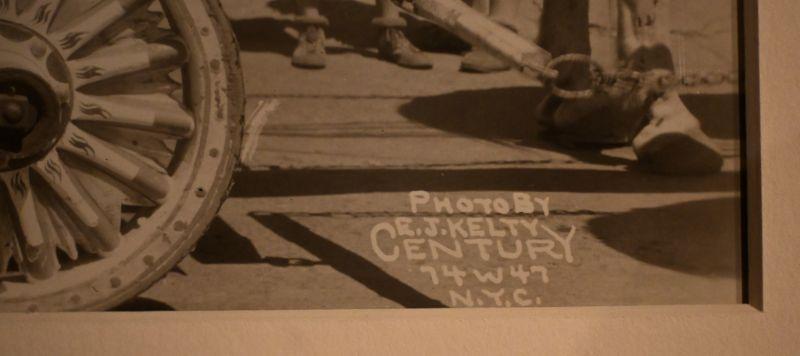 PHOTO BY
E.J. KELTY
CENTURY
74 W 47
N.Y.C.